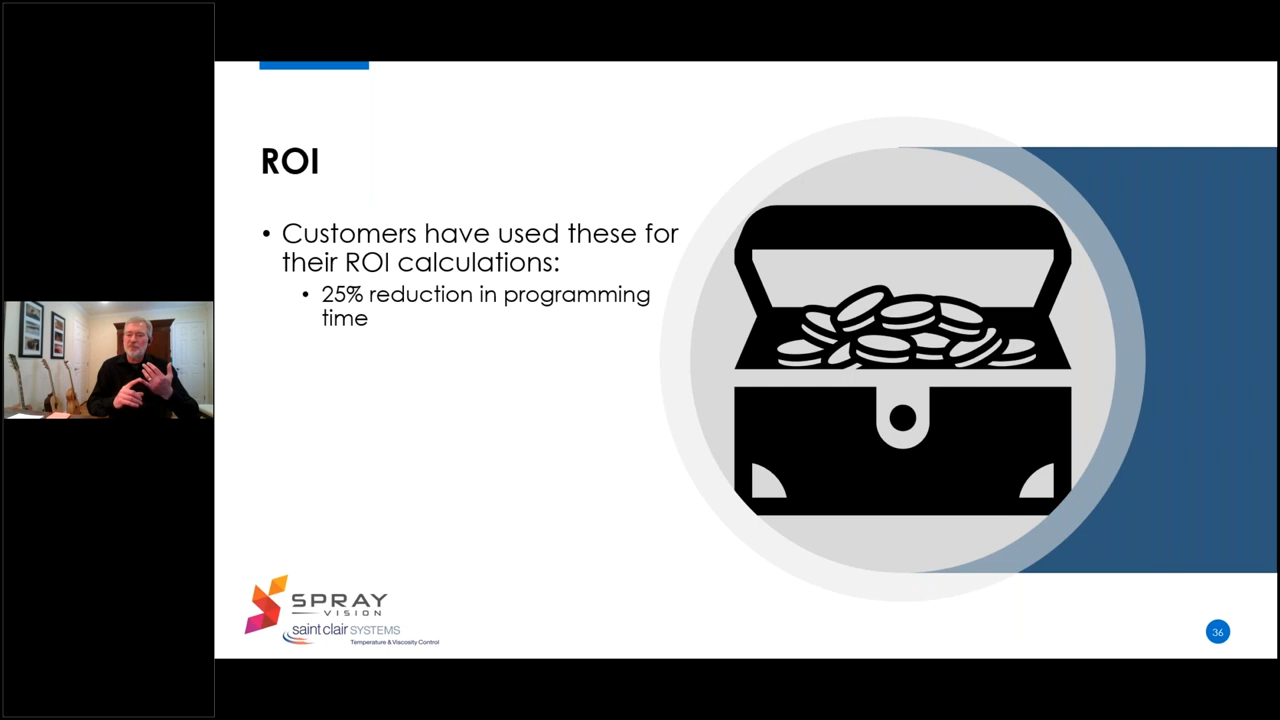 ROI
• Customers have used these for
their ROI calculations:
• 25% reduction in programming
time
SPRAY
VISION
saint clair SYSTEMS
Temperature & Viscosity Control
36